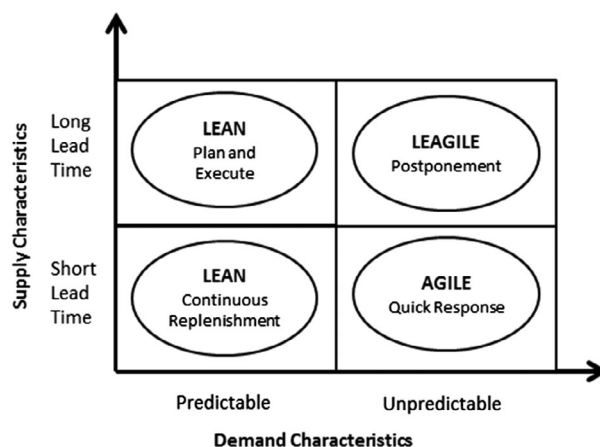 Supply Characteristics
Long
Lead
Time
LEAN
Plan and
Execute
LEAGILE
Postponement
Short
Lead
Time
LEAN
Continuous
Replenishment
AGILE
Quick Response
Predictable
Unpredictable
Demand Characteristics